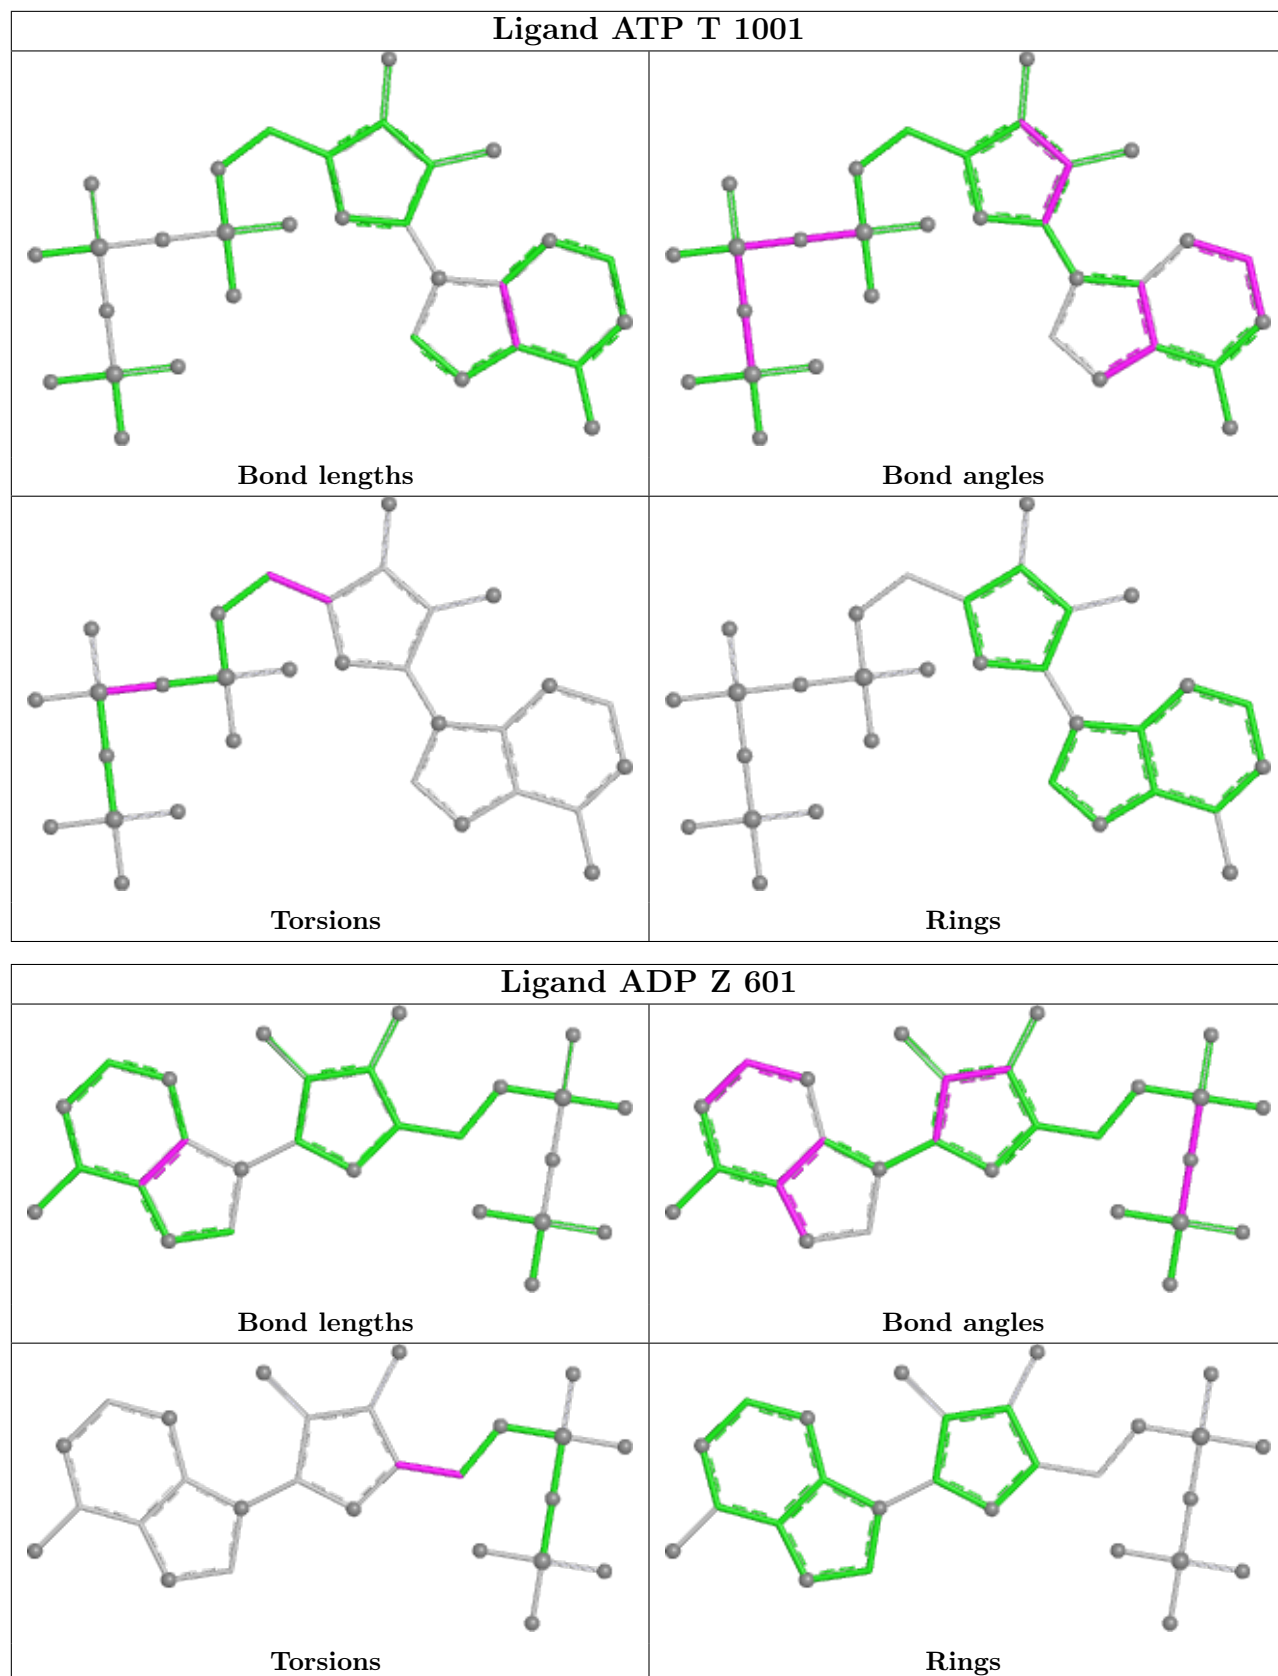 Ligand ATP T 1001
Bond lengths
Bond angles
Torsions
Rings
Ligand ADP Z 601
Bond lengths
Bond angles
Torsions
Rings